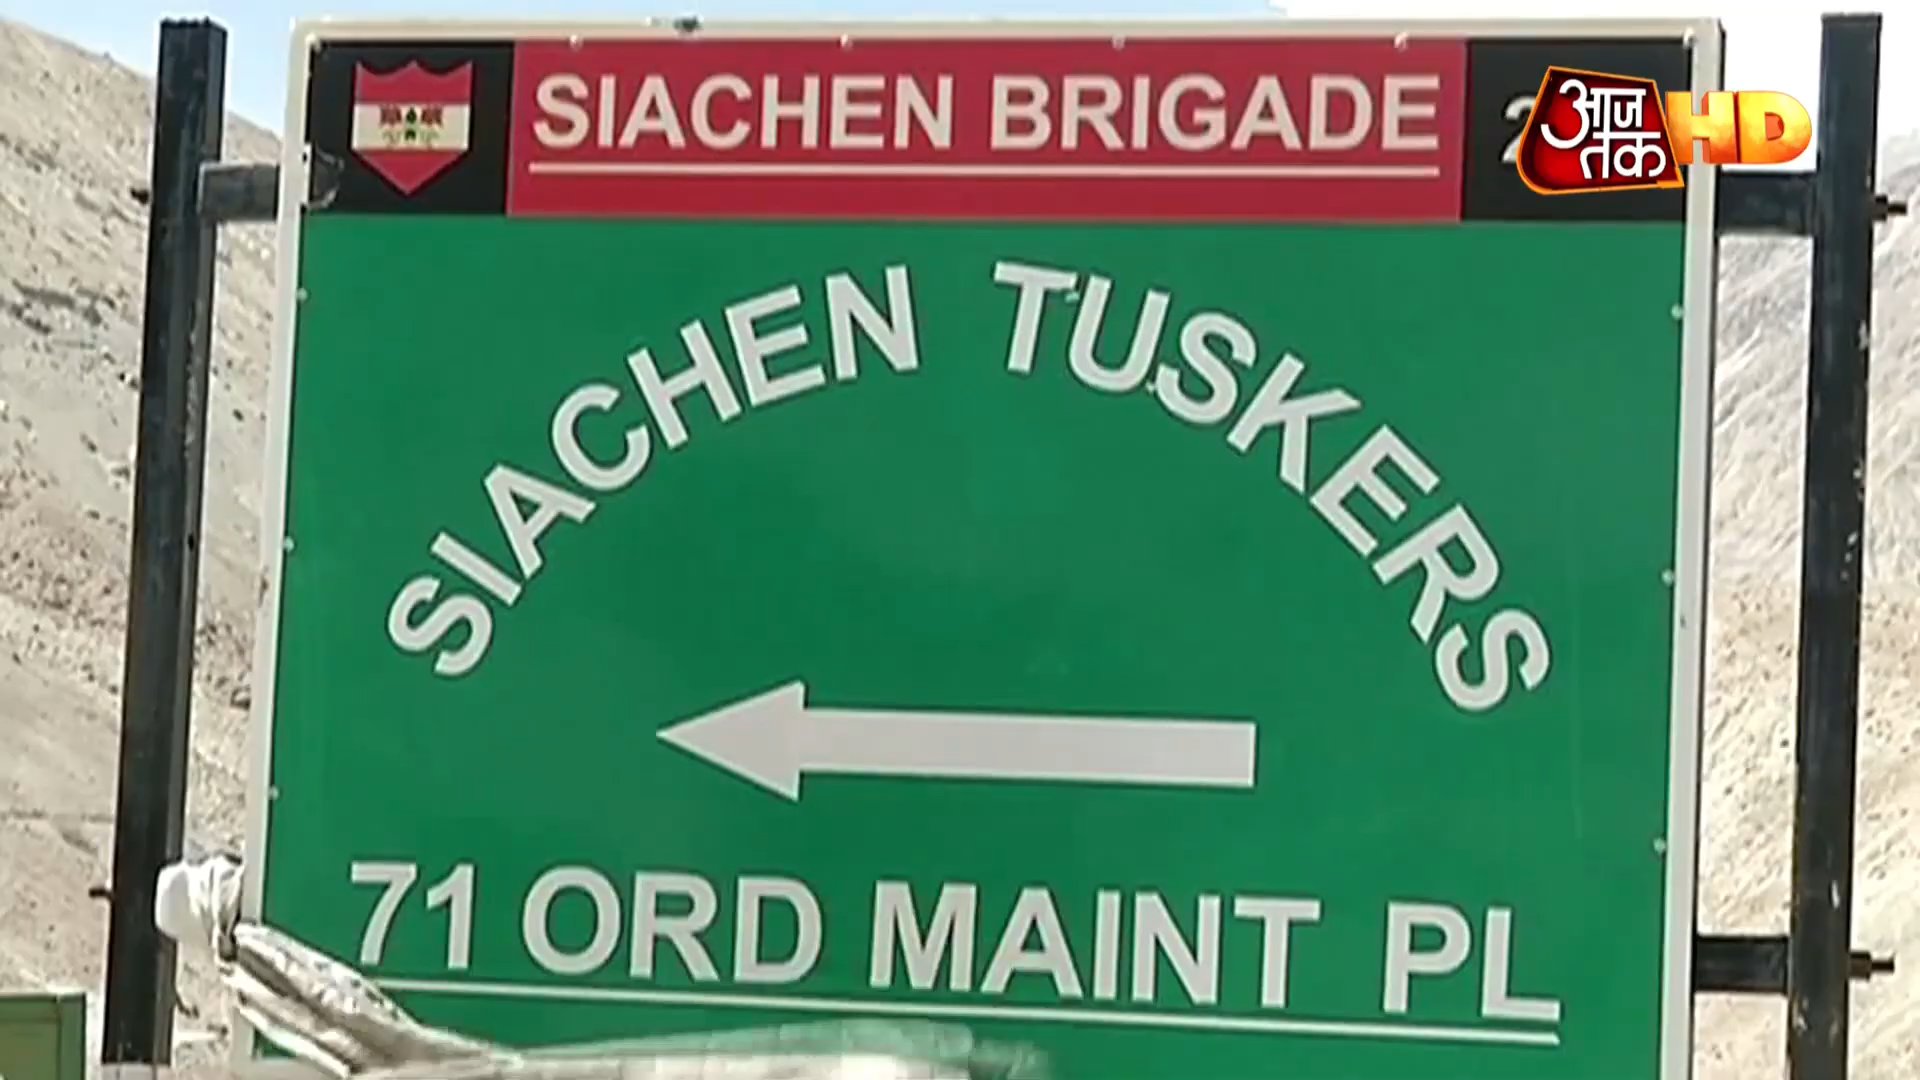 SIACHEN BRIGADE
आज तक HD
SIACHEN TUSKERS
71 ORD MAINT PL